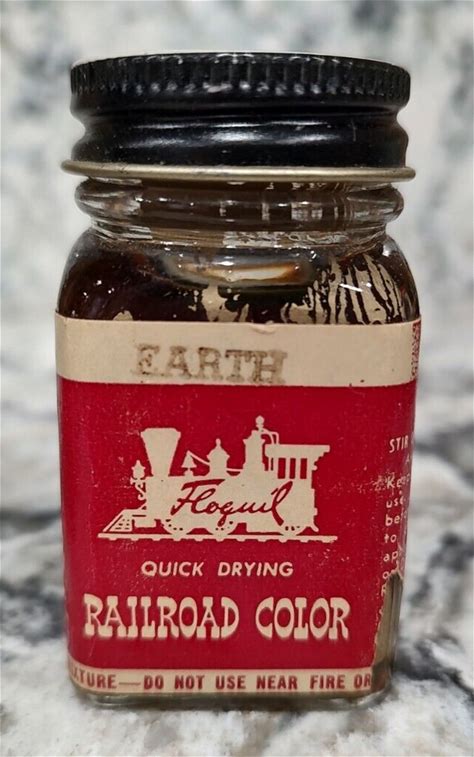 EARTH
Floquil
QUICK DRYING
RAILROAD COLOR
DO NOT USE NEAR FIRE OR
STIR